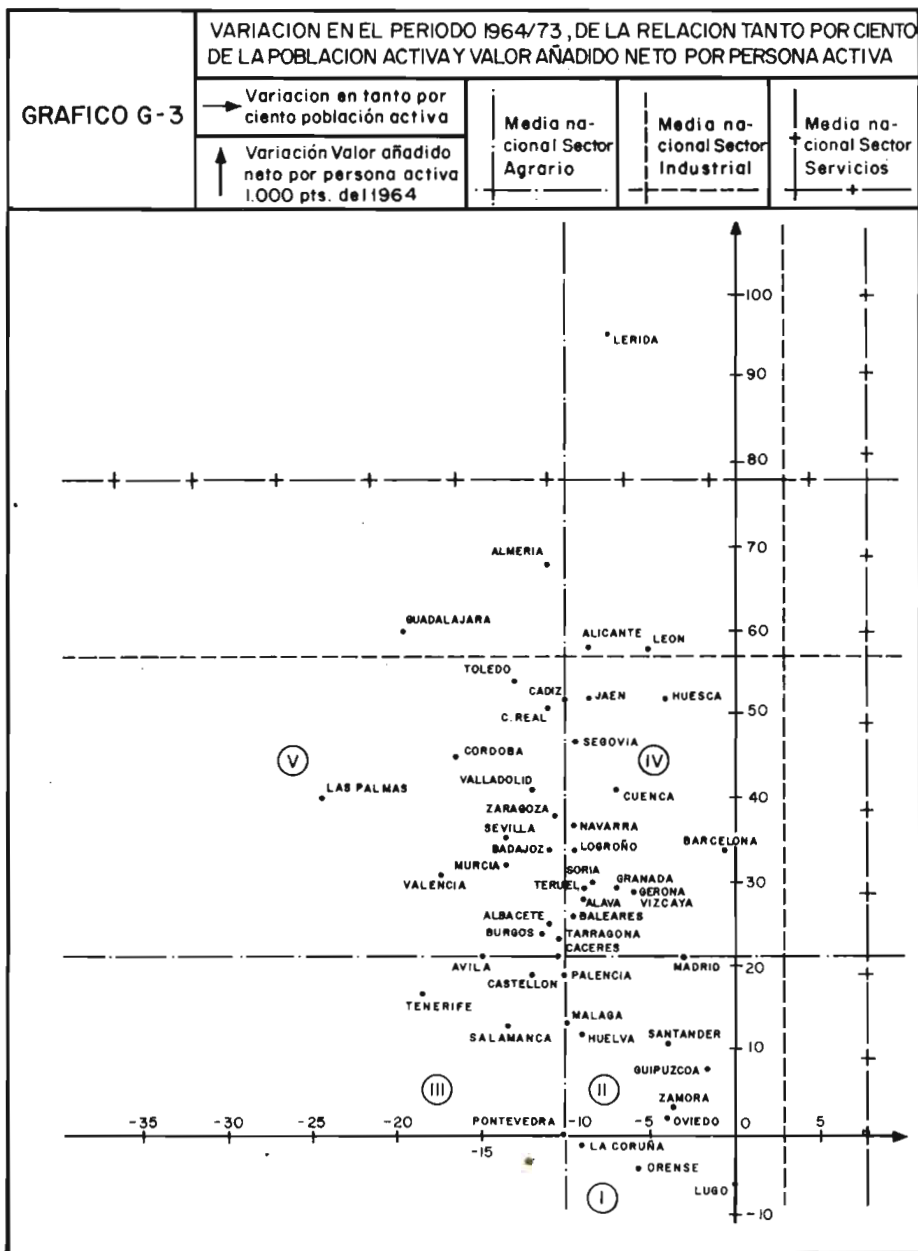 GRAFICO G-3
VARIACION EN EL PERIODO 1964/73, DE LA RELACION TANTO POR CIENTO
DE LA POBLACION ACTIVA Y VALOR AÑADIDO NETO POR PERSONA ACTIVA
Variacion en tanto por
ciento población activa
Variación Valor añadido
neto por persona activa
1.000 pts. del 1964
Media na-
cional Sector
Agrario
Media na-
cional Sector
Industrial
Media na-
cional Sector
Servicios
100
LERIDA
90
80
70
ALMERIA
GUADALAJARA
60
ALICANTE
LEON
TOLEDO
CADIZ
JAEN
HUESCA
C. REAL
50
SEGOVIA
CORDOBA
V
IV
VALLADOLID
LAS PALMAS
CUENCA
40
ZARAGOZA
SEVILLA
NAVARRA
BADAJOZ
LOGROÑO
BARCELONA
MURCIA
SORIA
VALENCIA
TERUEL
GRANADA
30
GERONA
ALAVA
VIZCAYA
ALBACETE
BALEARES
BURGOS
TARRAGONA
CACERES
AVILA
MADRID
20
CASTELLON
PALENCIA
TENERIFE
MALAGA
SALAMANCA
HUELVA
SANTANDER
10
GUIPUZCOA
III
II
ZAMORA
PONTEVEDRA
OVIEDO
-35
-25
-20
-15
-10
-5
0
5
0
LA CORUÑA
ORENSE
LUGO
I
-10